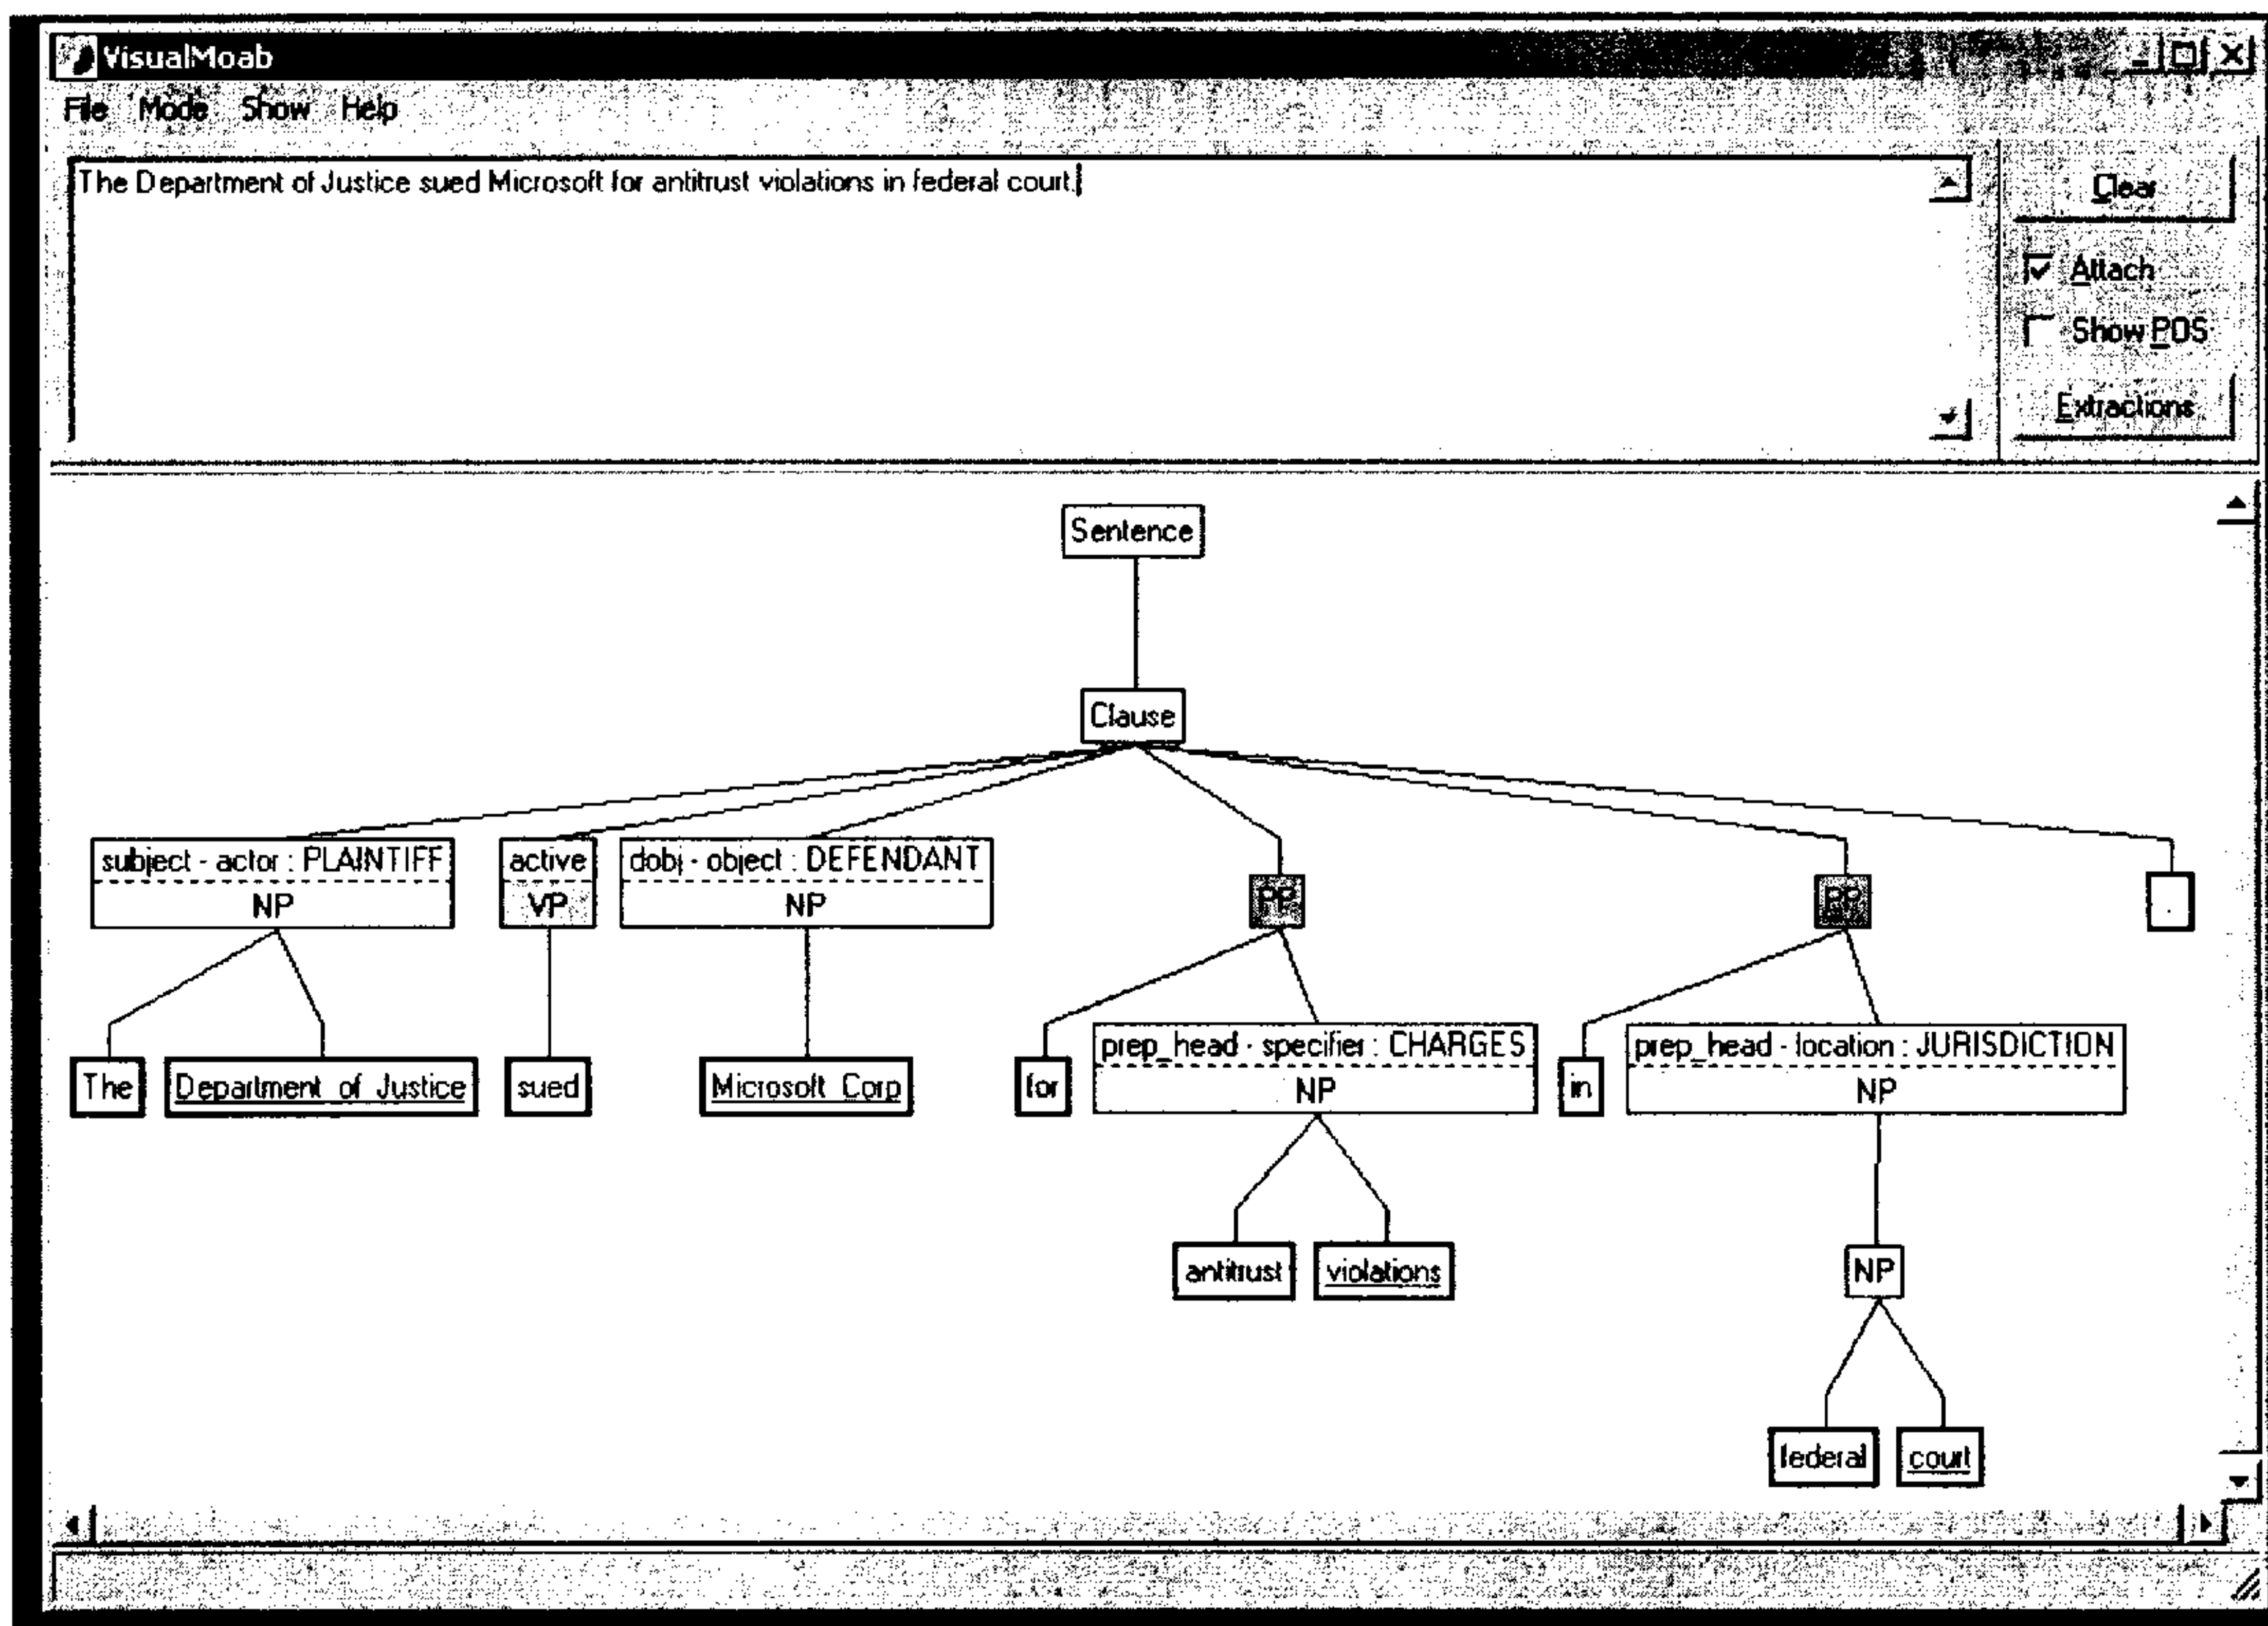 VisualMoab
File Mode Show Help
The Department of Justice sued Microsoft for antitrust violations in federal court.
Clear
Attach
Show POS
Extractions
Sentence
Clause
subject - actor : PLAINTIFF
NP
active
VP
dobj - object : DEFENDANT
NP
PP
PP
.
The
Department of Justice
sued
Microsoft Corp
for
prep_head - specifier : CHARGES
NP
in
prep_head - location : JURISDICTION
NP
antitrust
violations
NP
federal
court